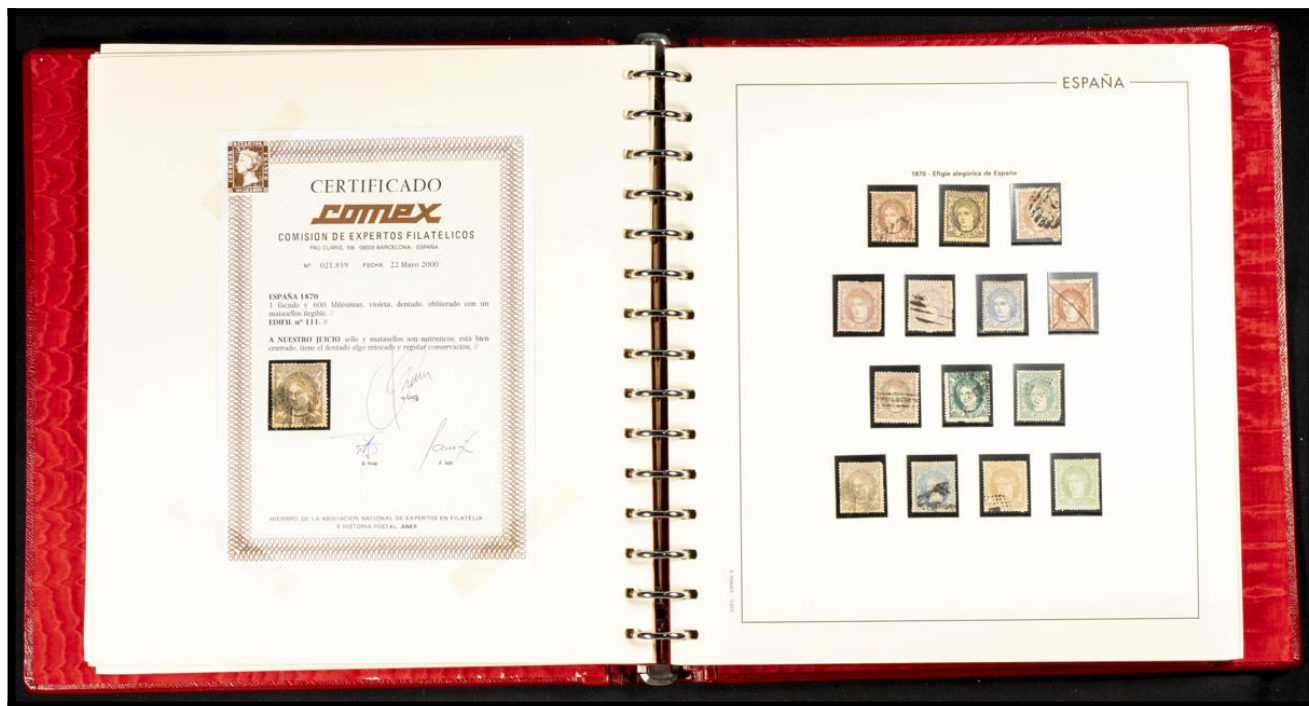 CERTIFICADO
comex
COMISION DE EXPERTOS FILATELICOS
PAU CLARIS, 106 08009 BARCELONA - ESPAÑA
Nº 021.859 FECHA 22 Mayo 2000
ESPAÑA 1870
1 Escudo y 600 Milésimas, violeta, dentado, obliterado con un
matasellos ilegible. //
EDIFIL nº 111. //
A NUESTRO JUICIO sello y matasellos son auténticos, está bien
centrado, tiene el dentado algo retocado y regular conservación. //
MIEMBRO DE LA ASOCIACION NACIONAL DE EXPERTOS EN FILATELIA
E HISTORIA POSTAL. ANEF
ESPAÑA
1870 - Efigie alegórica de España